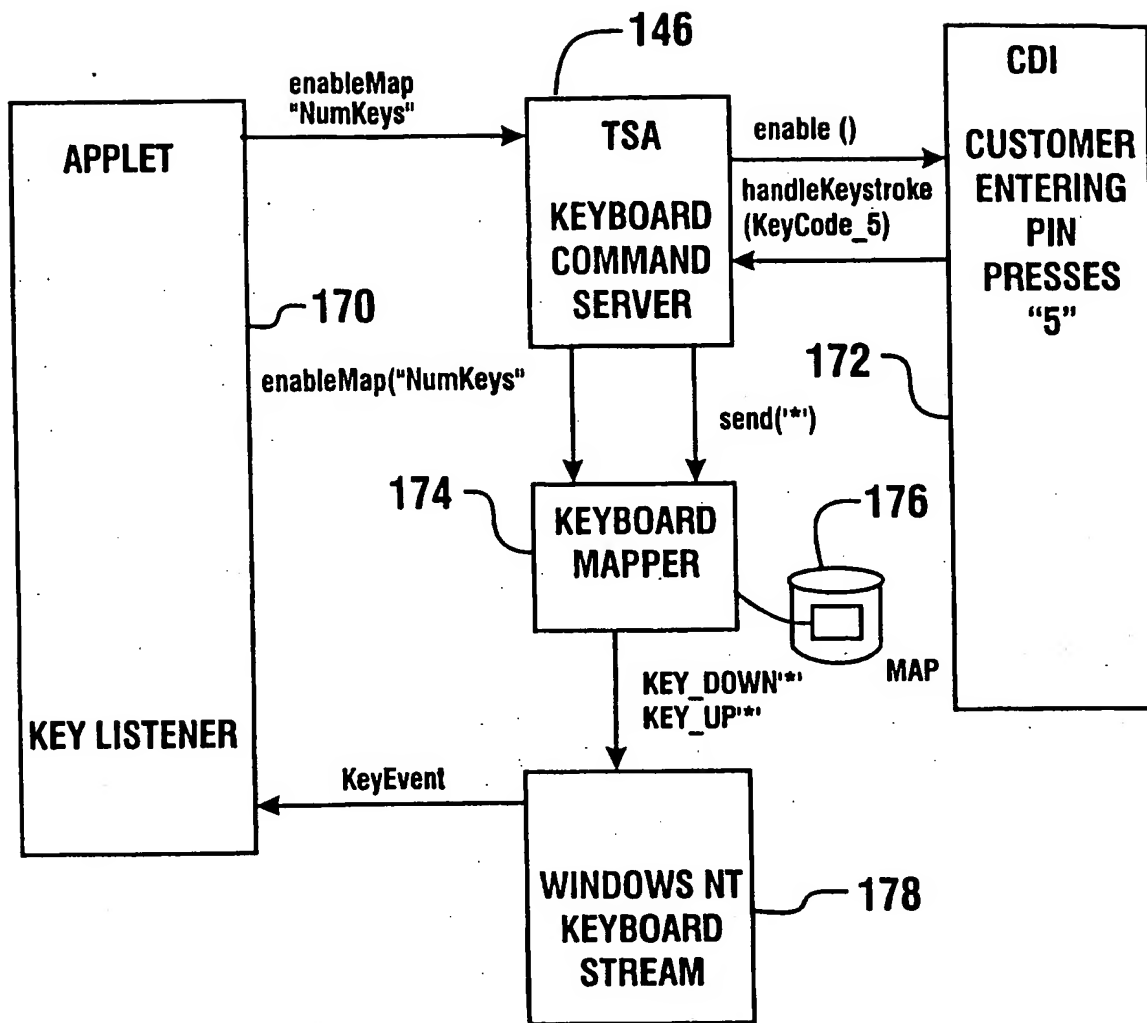 146
enableMap
"NumKeys"
APPLET
TSA
KEYBOARD
COMMAND
SERVER
enable ()
handleKeystroke
(KeyCode_5)
CDI
CUSTOMER
ENTERING
PIN
PRESSES
“5”
170
172
enableMap("NumKeys"
send('*')
174
KEYBOARD
MAPPER
176
MAP
KEY_DOWN'*'
KEY_UP'*'
KEY LISTENER
KeyEvent
WINDOWS NT
KEYBOARD
STREAM
178